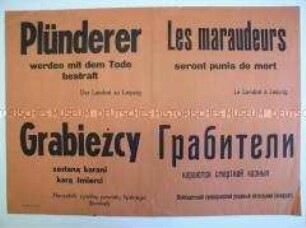 Plünderer
werden mit dem Tode
bestraft
Der Landrat zu Leipzig
Les maraudeurs
seront punis de mort
Le Landrat à Leipzig
Grabieżcy
zostaną karani
karą śmierci
Грабители
караются смертной казнью